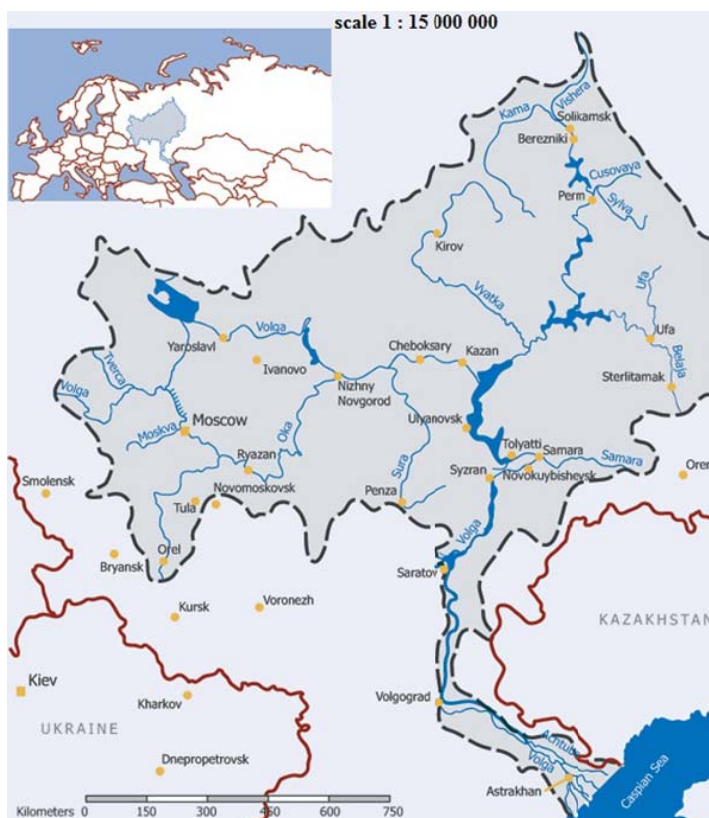 scale 1 : 15 000 000
Kama
Vishera
Solikamsk
Berezniki
Cusovaya
Perm
Sylva
Kirov
Vyatka
Ufa
Ufa
Belaja
Sterlitamak
Volga
Yaroslavl
Ivanovo
Cheboksary
Kazan
Nizhny
Novgorod
Tverca
Volga
Moscow
Moskva
Oka
Ulyanovsk
Tolyatti
Samara
Samara
Ryazan
Sura
Syzran
Novokuybishevsk
Smolensk
Novomoskovsk
Tula
Penza
Oren
Volga
Bryansk
Orel
Saratov
Kursk
Voronezh
KAZAKHSTAN
Kiev
Kharkov
Volgograd
UKRAINE
Achtuba
Volga
Dnepropetrovsk
Astrakhan
Caspian Sea
Kilometers
0 150 320 450 600 750